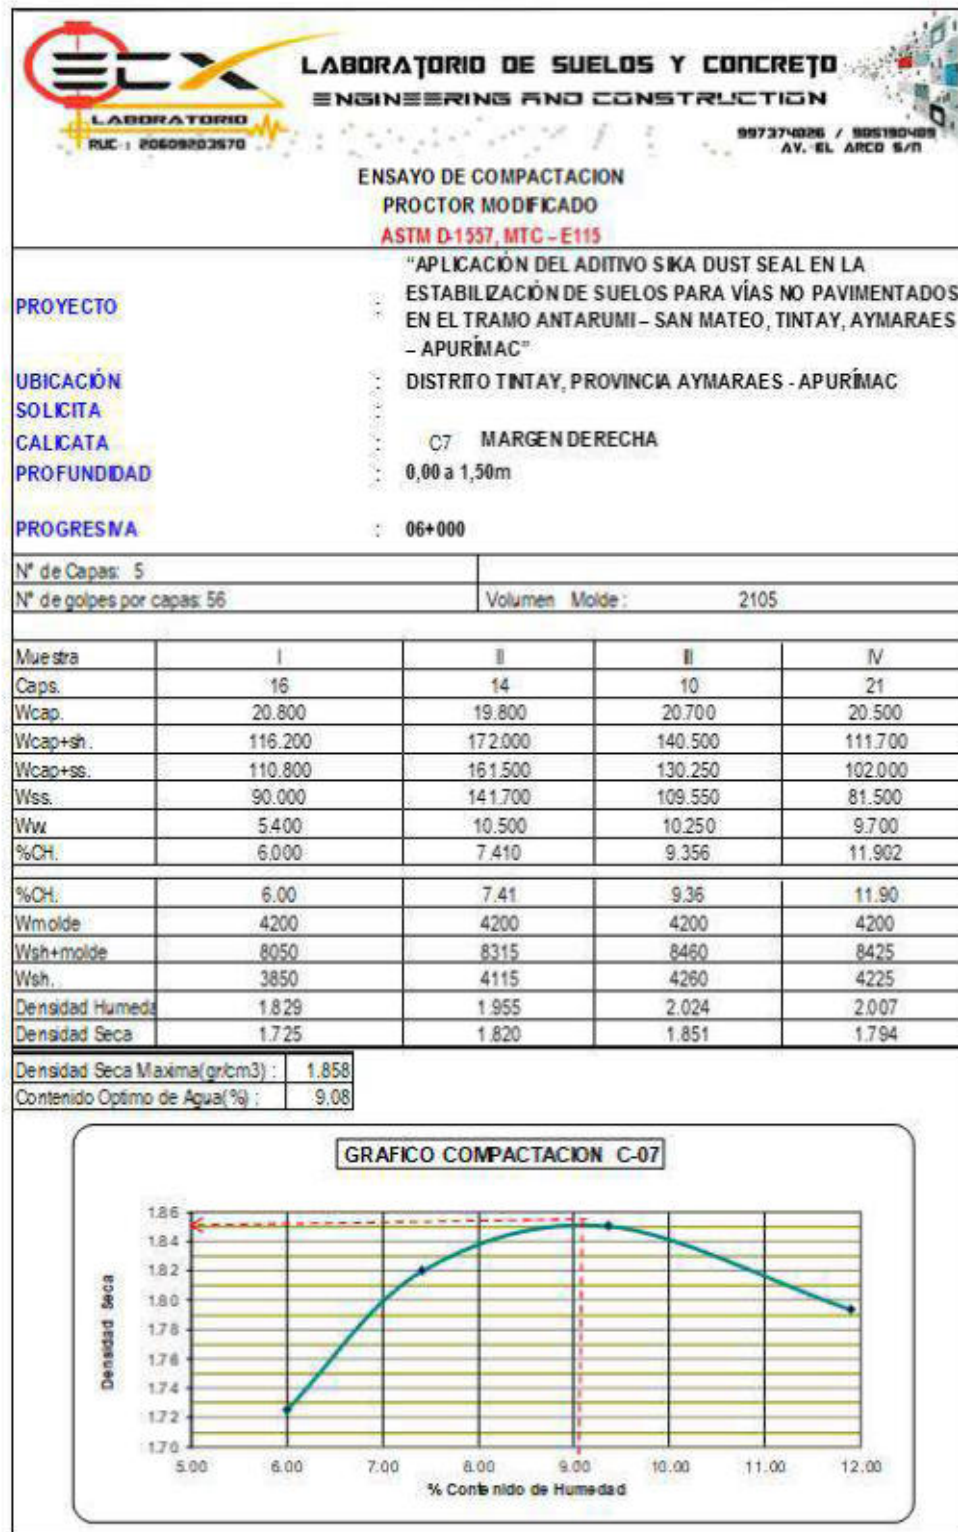 ECX
LABORATORIO
RUC : 20609203570
LABORATORIO DE SUELOS Y CONCRETO
ENGINEERING AND CONSTRUCTION
997374026 / 985190489
AV. EL ARCO S/N
ENSAYO DE COMPACTACION
PROCTOR MODIFICADO
ASTM D-1557, MTC – E115
PROYECTO : "APLICACIÓN DEL ADITIVO SIKA DUST SEAL EN LA
ESTABILIZACIÓN DE SUELOS PARA VÍAS NO PAVIMENTADOS
EN EL TRAMO ANTARUMI – SAN MATEO, TINTAY, AYMARAES
– APURÍMAC"
UBICACIÓN : DISTRITO TINTAY, PROVINCIA AYMARAES - APURÍMAC
SOLICITA :
CALICATA : C7 MARGEN DERECHA
PROFUNDIDAD : 0,00 a 1,50m
PROGRESIVA : 06+000
N° de Capas: 5
N° de golpes por capas: 56 Volumen Molde : 2105
Muestra I II III IV
Caps. 16 14 10 21
Wcap. 20.800 19.800 20.700 20.500
Wcap+sh. 116.200 172.000 140.500 111.700
Wcap+ss. 110.800 161.500 130.250 102.000
Wss. 90.000 141.700 109.550 81.500
Ww. 5.400 10.500 10.250 9.700
%CH. 6.000 7.410 9.356 11.902
%CH. 6.00 7.41 9.36 11.90
Wmolde 4200 4200 4200 4200
Wsh+molde 8050 8315 8460 8425
Wsh. 3850 4115 4260 4225
Densidad Humeda 1.829 1.955 2.024 2.007
Densidad Seca 1.725 1.820 1.851 1.794
Densidad Seca Maxima(gr/cm3) : 1.858
Contenido Optimo de Agua(%) : 9.08
GRAFICO COMPACTACION C-07
1.86
1.84
1.82
1.80
1.78
1.76
1.74
1.72
1.70
Densidad Seca
5.00 6.00 7.00 8.00 9.00 10.00 11.00 12.00
% Contenido de Humedad